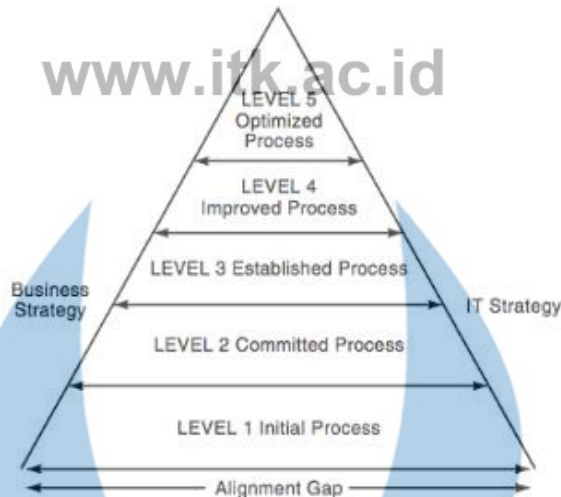 www.itk.ac.id
LEVEL 5
Optimized
Process
LEVEL 4
Improved Process
LEVEL 3 Established Process
Business
Strategy
IT Strategy
LEVEL 2 Committed Process
LEVEL 1 Initial Process
Alignment Gap